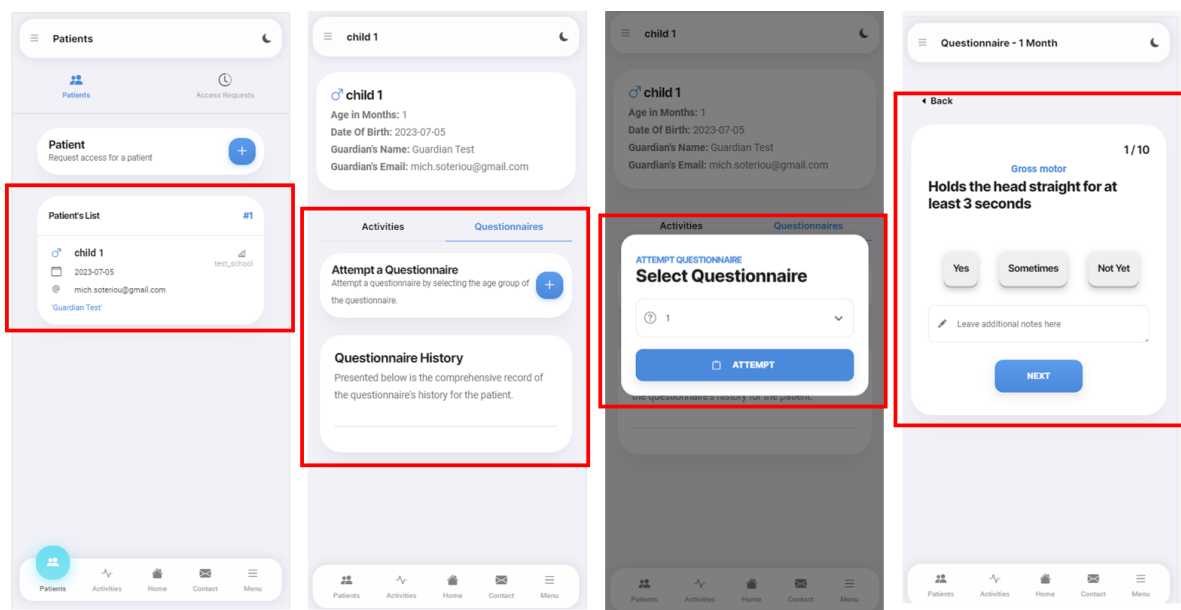 Patients
Patients
Access Requests
Patient
Request access for a patient
Patient's List
#1
child 1
test_school
2023-07-05
@ mich.soteriou@gmail.com
'Guardian Test'
Patients
Activities
Home
Contact
Menu
child 1
child 1
Age in Months: 1
Date Of Birth: 2023-07-05
Guardian's Name: Guardian Test
Guardian's Email: mich.soteriou@gmail.com
Activities
Questionnaires
Attempt a Questionnaire
Attempt a questionnaire by selecting the age group of
the questionnaire.
Questionnaire History
Presented below is the comprehensive record of
the questionnaire's history for the patient.
Patients
Activities
Home
Contact
Menu
child 1
child 1
Age in Months: 1
Date Of Birth: 2023-07-05
Guardian's Name: Guardian Test
Guardian's Email: mich.soteriou@gmail.com
Activities
Questionnaires
ATTEMPT QUESTIONNAIRE
Select Questionnaire
1
ATTEMPT
the questionnaire's history for the patient.
Patients
Activities
Home
Contact
Menu
Questionnaire - 1 Month
Back
1 / 10
Gross motor
Holds the head straight for at
least 3 seconds
Yes
Sometimes
Not Yet
Leave additional notes here
NEXT
Patients
Activities
Home
Contact
Menu